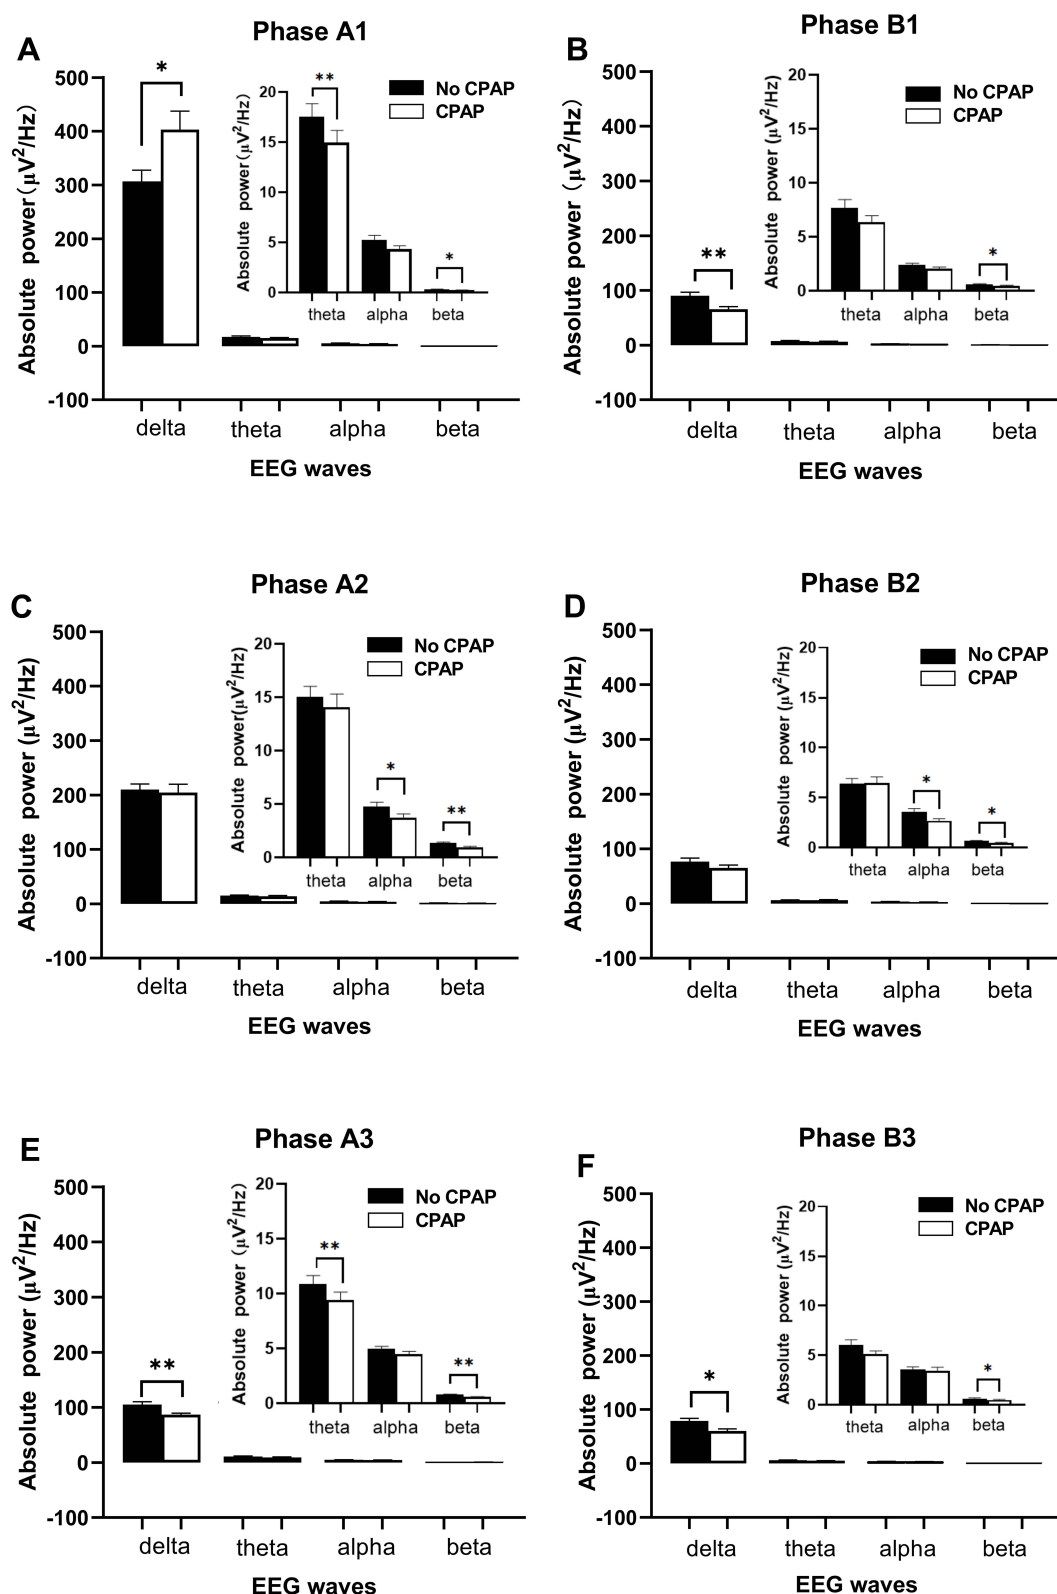 Phase A1
A
Absolute power(μV²/Hz)
500
400
300
200
100
0
-100
*
Absolute power(μV²/Hz)
20
15
10
5
0
**
*
theta alpha beta
No CPAP
CPAP
delta theta alpha beta
EEG waves
Phase B1
B
Absolute power (μV²/Hz)
500
400
300
200
100
0
-100
**
Absolute power (μV²/Hz)
20
15
10
5
0
*
theta alpha beta
No CPAP
CPAP
delta theta alpha beta
EEG waves
Phase A2
C
Absolute power (μV²/Hz)
500
400
300
200
100
0
-100
Absolute power(μV²/Hz)
20
15
10
5
0
*
**
theta alpha beta
No CPAP
CPAP
delta theta alpha beta
EEG waves
Phase B2
D
Absolute power (μV²/Hz)
500
400
300
200
100
0
-100
Absolute power (μV²/Hz)
20
15
10
5
0
*
*
theta alpha beta
No CPAP
CPAP
delta theta alpha beta
EEG waves
Phase A3
E
Absolute power (μV²/Hz)
500
400
300
200
100
0
-100
**
Absolute power (μV²/Hz)
20
15
10
5
0
**
**
theta alpha beta
No CPAP
CPAP
delta theta alpha beta
EEG waves
Phase B3
F
Absolute power (μV²/Hz)
500
400
300
200
100
0
-100
*
Absolute power (μV²/Hz)
20
15
10
5
0
*
theta alpha beta
No CPAP
CPAP
delta theta alpha beta
EEG waves